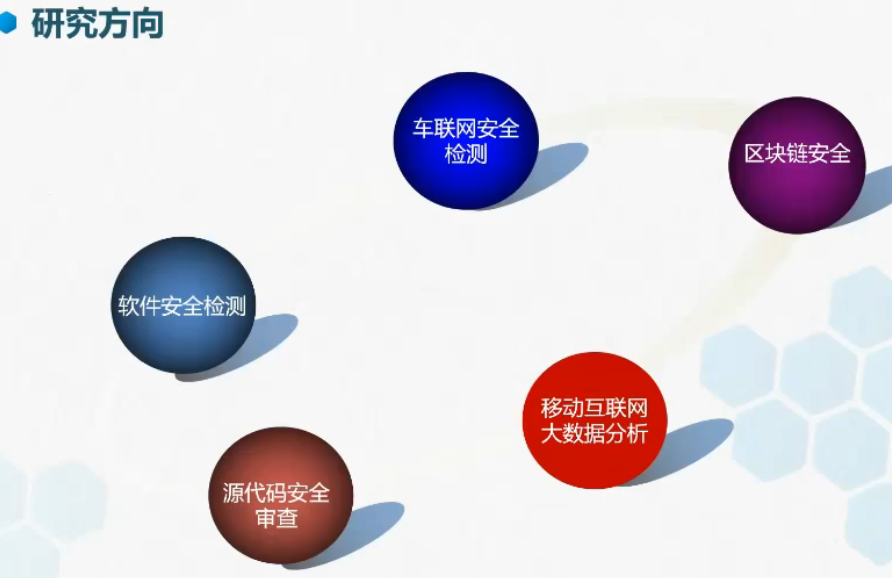 研究方向
车联网安全
检测
区块链安全
软件安全检测
移动互联网
大数据分析
源代码安全
审查